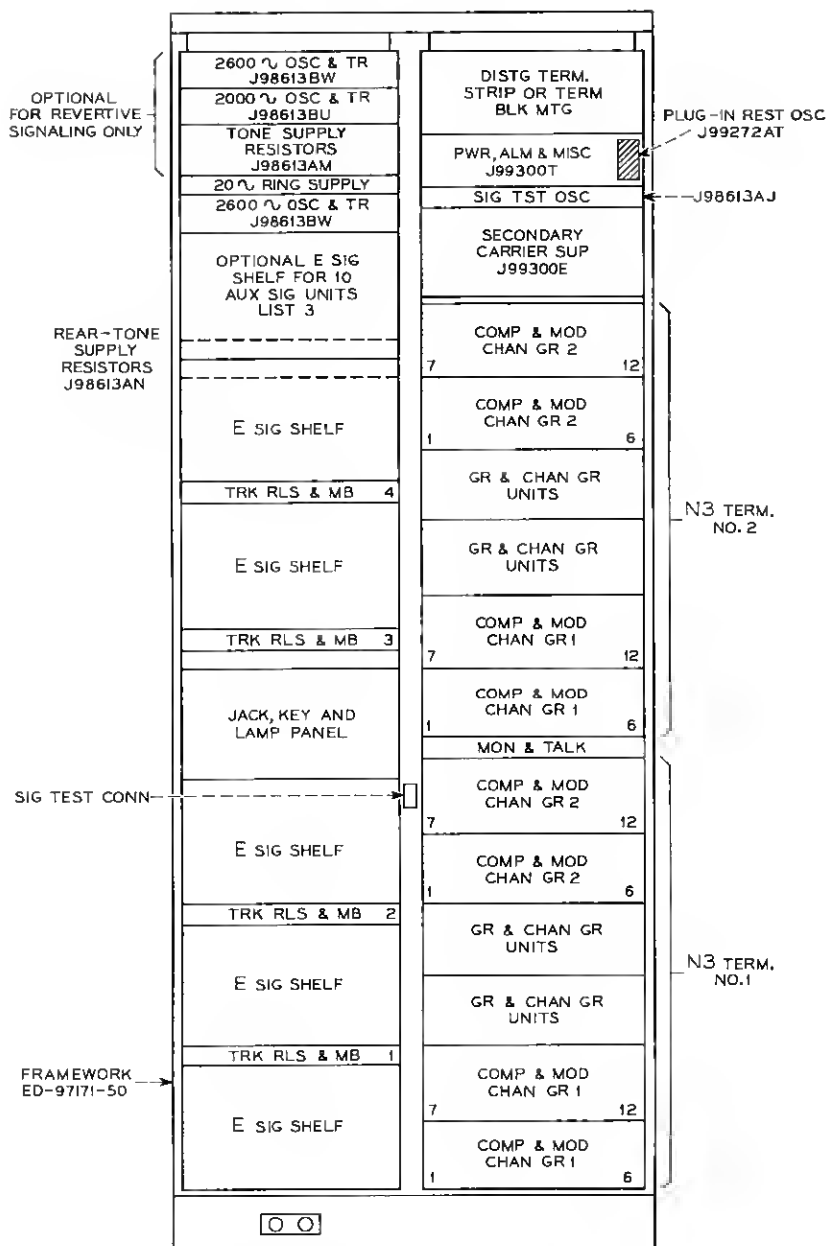 OPTIONAL
FOR REVERTIVE
SIGNALING ONLY
2600 ∿ OSC & TR
J98613BW
2000 ∿ OSC & TR
J98613BU
TONE SUPPLY
RESISTORS
J98613AM
20 ∿ RING SUPPLY
2600 ∿ OSC & TR
J98613BW
OPTIONAL E SIG
SHELF FOR 10
AUX SIG UNITS
LIST 3
REAR-TONE
SUPPLY
RESISTORS
J98613AN
E SIG SHELF
TRK RLS & MB 4
E SIG SHELF
TRK RLS & MB 3
JACK, KEY AND
LAMP PANEL
SIG TEST CONN
E SIG SHELF
TRK RLS & MB 2
E SIG SHELF
TRK RLS & MB 1
FRAMEWORK
ED-97171-50
E SIG SHELF
DISTG TERM.
STRIP OR TERM
BLK MTG
PLUG-IN REST OSC
J99272AT
PWR, ALM & MISC
J99300T
SIG TST OSC
J98613AJ
SECONDARY
CARRIER SUP
J99300E
COMP & MOD
CHAN GR 2
7 12
COMP & MOD
CHAN GR 2
1 6
GR & CHAN GR
UNITS
GR & CHAN GR
UNITS
N3 TERM.
NO. 2
COMP & MOD
CHAN GR 1
7 12
COMP & MOD
CHAN GR 1
1 6
MON & TALK
COMP & MOD
CHAN GR 2
7 12
COMP & MOD
CHAN GR 2
1 6
GR & CHAN GR
UNITS
GR & CHAN GR
UNITS
N3 TERM.
NO. 1
COMP & MOD
CHAN GR 1
7 12
COMP & MOD
CHAN GR 1
1 6